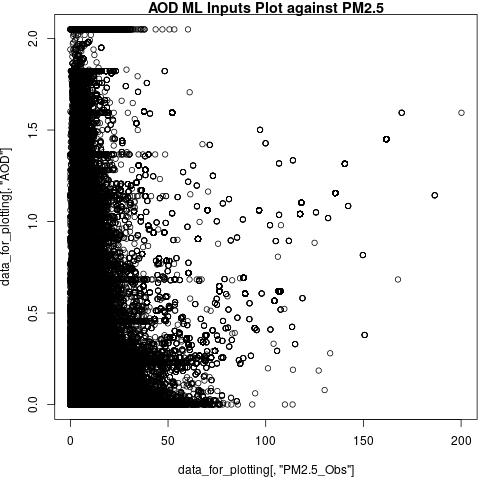 AOD ML Inputs Plot against PM2.5
data_for_plotting[, "AOD"]
2.0
1.5
1.0
0.5
0.0
0 50 100 150 200
data_for_plotting[, "PM2.5_Obs"]